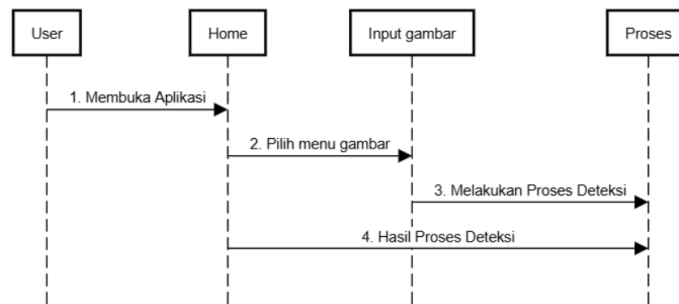 User
Home
Input gambar
Proses
1. Membuka Aplikasi
2. Pilih menu gambar
3. Melakukan Proses Deteksi
4. Hasil Proses Deteksi